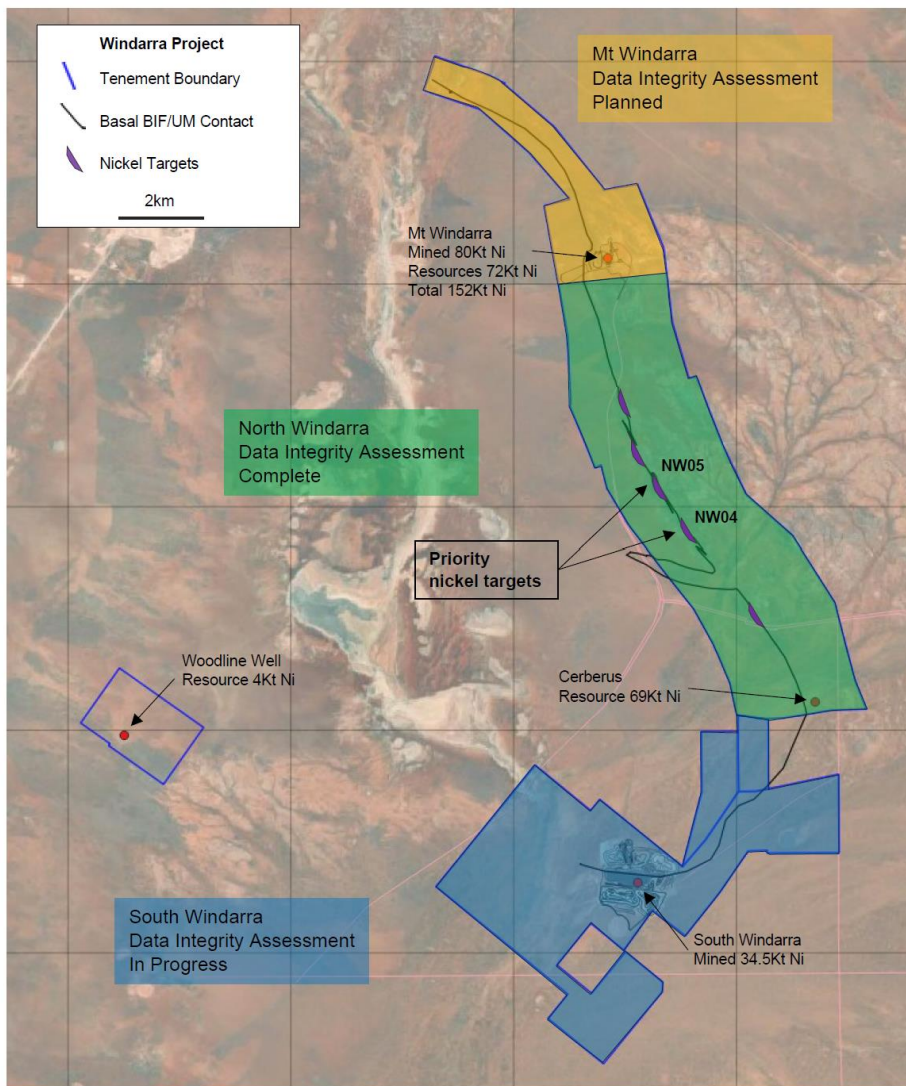 Windarra Project
Tenement Boundary
Basal BIF/UM Contact
Nickel Targets
2km
Mt Windarra
Data Integrity Assessment
Planned
Mt Windarra
Mined 80Kt Ni
Resources 72Kt Ni
Total 152Kt Ni
North Windarra
Data Integrity Assessment
Complete
NW05
NW04
Priority
nickel targets
Woodline Well
Resource 4Kt Ni
Cerberus
Resource 69Kt Ni
South Windarra
Data Integrity Assessment
In Progress
South Windarra
Mined 34.5Kt Ni